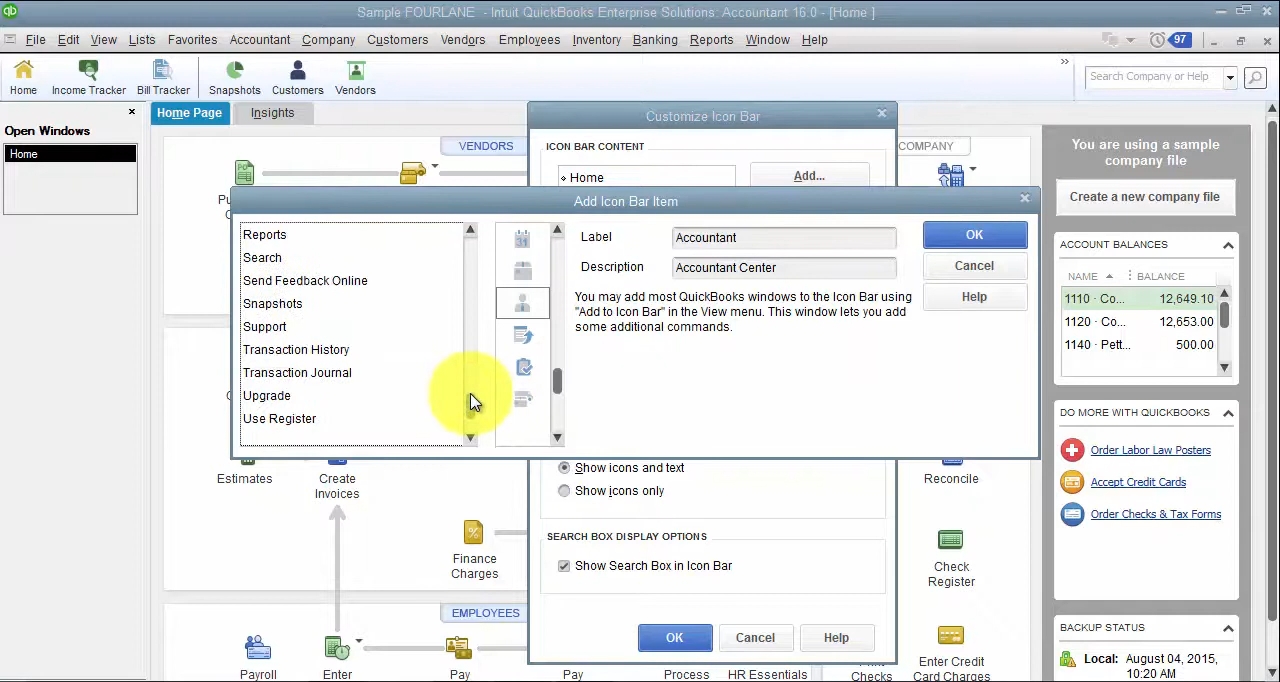 Sample FOURLANE - Intuit QuickBooks Enterprise Solutions: Accountant 16.0 - [Home ]
File Edit View Lists Favorites Accountant Company Customers Vendors Employees Inventory Banking Reports Window Help
97
Home Income Tracker Bill Tracker Snapshots Customers Vendors
Search Company or Help
Home Page Insights
Open Windows
Home
VENDORS
COMPANY
Customize Icon Bar
ICON BAR CONTENT
Home
Add...
Add Icon Bar Item
Reports
Search
Send Feedback Online
Snapshots
Support
Transaction History
Transaction Journal
Upgrade
Use Register
31
Label Accountant
Description Accountant Center
You may add most QuickBooks windows to the Icon Bar using
"Add to Icon Bar" in the View menu. This window lets you add
some additional commands.
OK
Cancel
Help
Show icons and text
Show icons only
SEARCH BOX DISPLAY OPTIONS
Show Search Box in Icon Bar
OK Cancel Help
Estimates
Create
Invoices
Finance
Charges
EMPLOYEES
Payroll
Enter
Pay
Pay
Process
HR Essentials
Reconcile
Check
Register
Checks
Enter Credit
Card Charges
You are using a sample
company file
Create a new company file
ACCOUNT BALANCES
NAME BALANCE
1110 · Co... 12,649.10
1120 · Co... 12,653.00
1140 · Pett... 500.00
DO MORE WITH QUICKBOOKS
Order Labor Law Posters
Accept Credit Cards
Order Checks & Tax Forms
BACKUP STATUS
Local: August 04, 2015,
10:20 AM